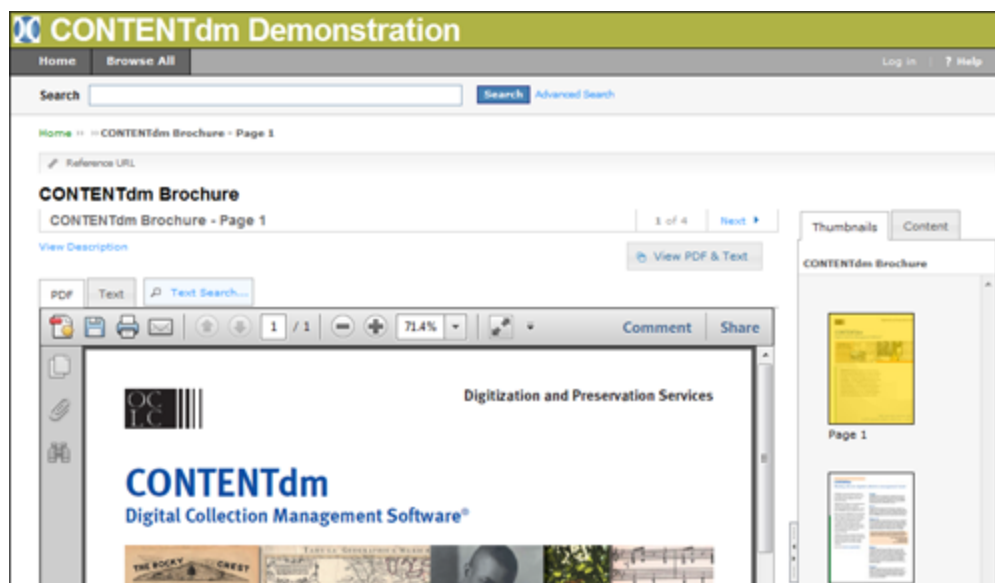 CONTENTdm Demonstration
Home Browse All Log in ? Help
Search Search Advanced Search
Home CONTENTdm Brochure - Page 1
Reference URL
CONTENTdm Brochure
CONTENTdm Brochure - Page 1 1 of 4 Next
View Description
View PDF & Text
PDF Text Text Search...
1 / 1 71.4% Comment Share
OC
LC
Digitization and Preservation Services
CONTENTdm
Digital Collection Management Software®
THE ROCKY CREST
Thumbnails Content
CONTENTdm Brochure
Page 1